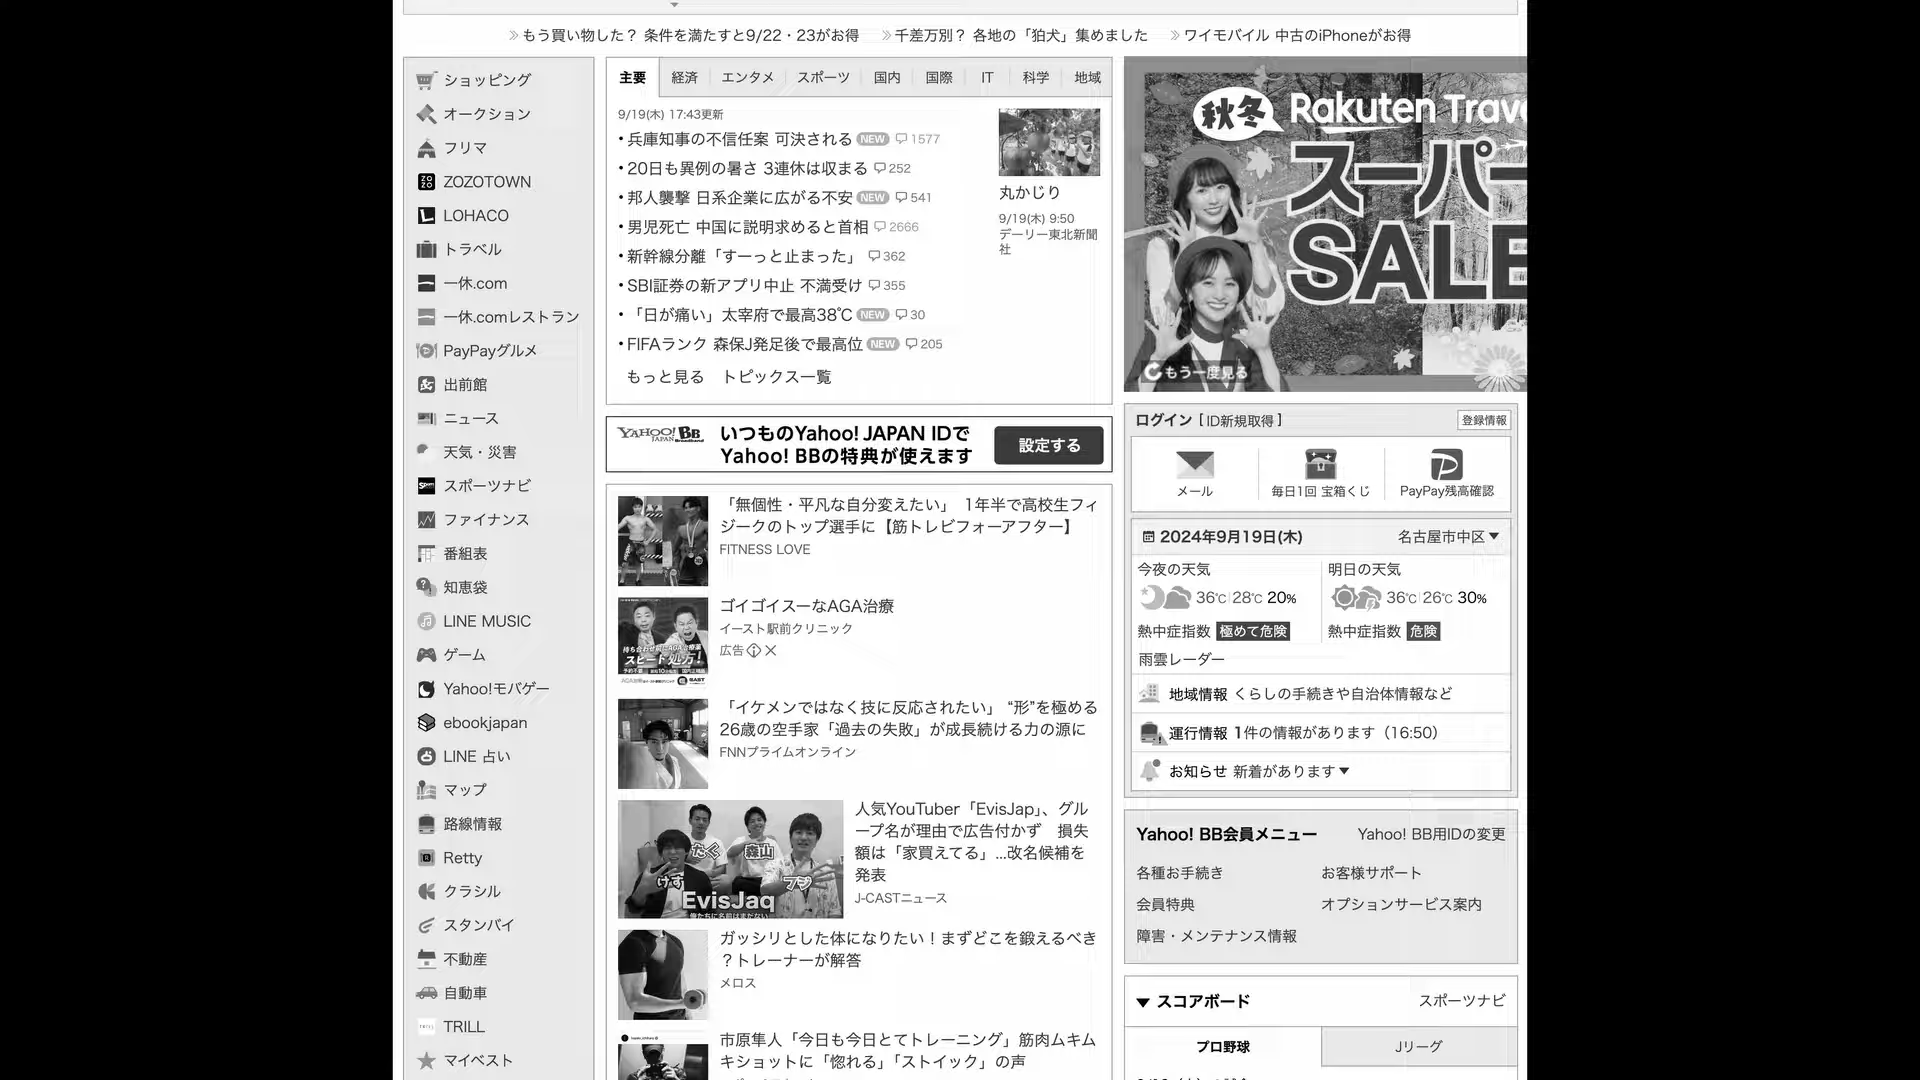 もう買い物した？ 条件を満たすと9/22・23がお得
千差万別？ 各地の「狛犬」集めました
ワイモバイル 中古のiPhoneがお得
ショッピング
オークション
フリマ
ZOZOTOWN
LOHACO
トラベル
一休.com
一休.comレストラン
PayPayグルメ
出前館
ニュース
天気・災害
スポーツナビ
ファイナンス
番組表
知恵袋
LINE MUSIC
ゲーム
Yahoo!モバゲー
ebookjapan
LINE 占い
マップ
路線情報
Retty
クラシル
スタンバイ
不動産
自動車
TRILL
マイベスト
主要 経済 エンタメ スポーツ 国内 国際 IT 科学 地域
9/19(木) 17:43更新
・兵庫知事の不信任案 可決される NEW 1577
・20日も異例の暑さ 3連休は収まる 252
・邦人襲撃 日系企業に広がる不安 NEW 541
・男児死亡 中国に説明求めると首相 2666
・新幹線分離「すーっと止まった」 362
・SBI証券の新アプリ中止 不満受け 355
・「日が痛い」太宰府で最高38℃ NEW 30
・FIFAランク 森保J発足後で最高位 NEW 205
もっと見る トピックス一覧
丸かじり
9/19(木) 9:50
デーリー東北新聞
社
YAHOO! JAPAN BB
いつものYahoo! JAPAN IDで
Yahoo! BBの特典が使えます
設定する
「無個性・平凡な自分変えたい」 1年半で高校生フィ
ジークのトップ選手に【筋トレビフォーアフター】
FITNESS LOVE
ゴイゴイスーなAGA治療
イースト駅前クリニック
広告
スピード処方!
「イケメンではなく技に反応されたい」 “形”を極める
26歳の空手家「過去の失敗」が成長続ける力の源に
FNNプライムオンライン
人気YouTuber「EvisJap」、グル
ープ名が理由で広告付かず 損失
額は「家買えてる」...改名候補を
発表
J-CASTニュース
たく
森山
けす
フジ
EvisJaq
俺たちに名前はまだない
ガッシリとした体になりたい！まずどこを鍛えるべき
？トレーナーが解答
メロス
市原隼人「今日も今日とてトレーニング」筋肉ムキム
キショットに「惚れる」「ストイック」の声
秋冬
Rakuten Trave
スーパー
SALE
もう一度見る
ログイン [ ID新規取得 ]
登録情報
メール
毎日1回 宝箱くじ
PayPay残高確認
2024年9月19日(木)
名古屋市中区▼
今夜の天気
36℃ 28℃ 20%
熱中症指数 極めて危険
明日の天気
36℃ 26℃ 30%
熱中症指数 危険
雨雲レーダー
地域情報 くらしの手続きや自治体情報など
運行情報 1件の情報があります（16:50）
お知らせ 新着があります▼
Yahoo! BB会員メニュー
Yahoo! BB用IDの変更
各種お手続き
お客様サポート
会員特典
オプションサービス案内
障害・メンテナンス情報
▼ スコアボード
スポーツナビ
プロ野球
Jリーグ